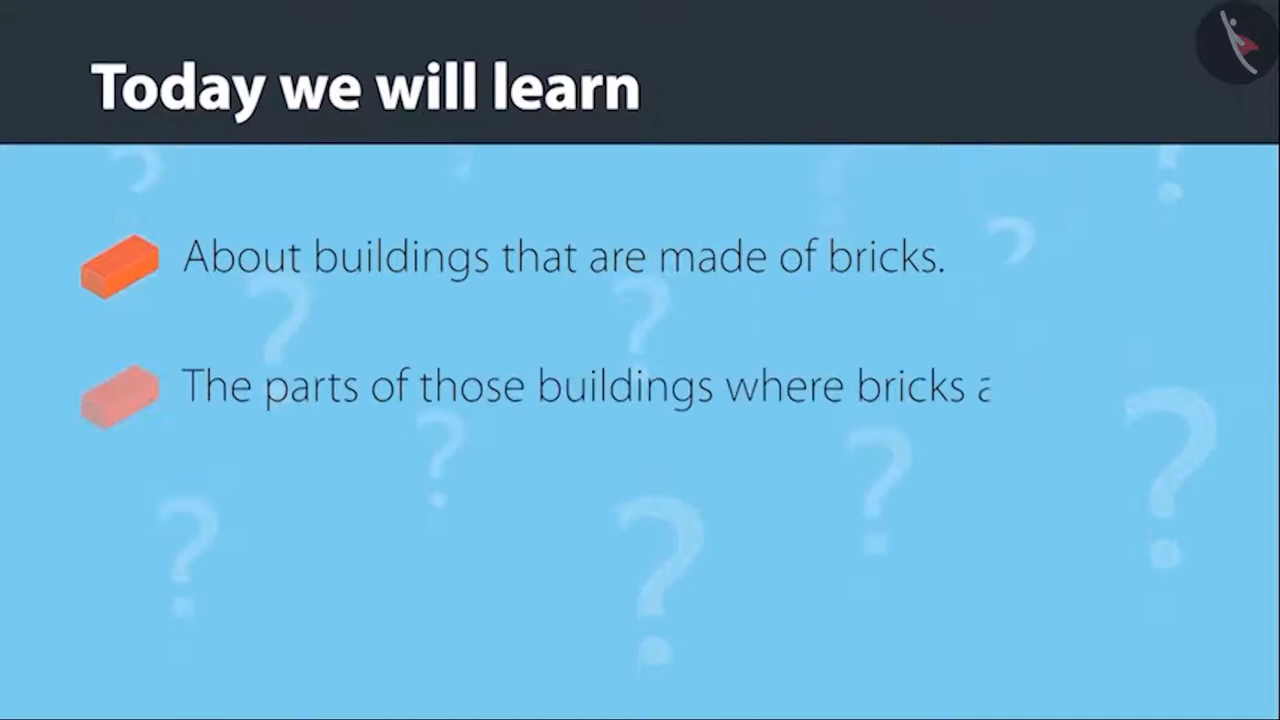 Today we will learn
About buildings that are made of bricks.
The parts of those buildings where bricks